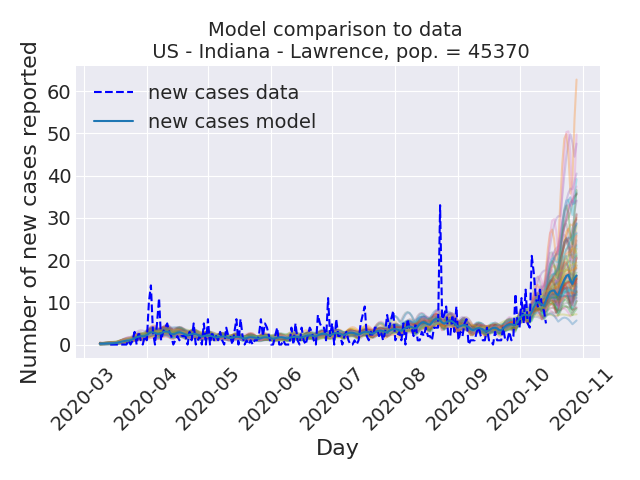 Model comparison to data
US - Indiana - Lawrence, pop. = 45370
Number of new cases reported
60
50
40
30
20
10
0
new cases data
new cases model
2020-03
2020-04
2020-05
2020-06
2020-07
2020-08
2020-09
2020-10
2020-11
Day